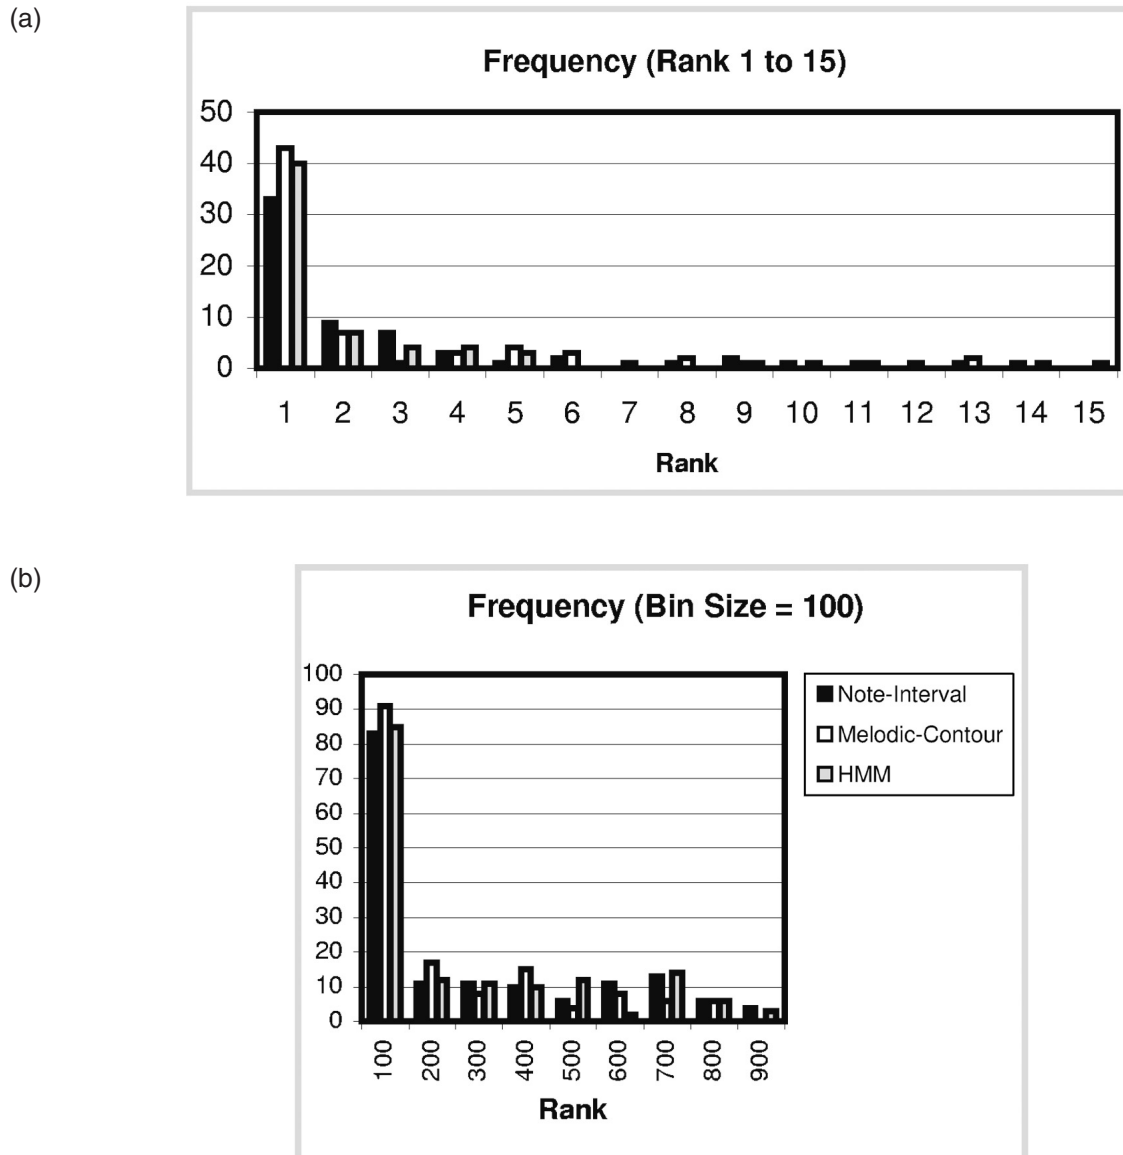 (a)
Frequency (Rank 1 to 15)
50
40
30
20
10
0
1 2 3 4 5 6 7 8 9 10 11 12 13 14 15
Rank
(b)
Frequency (Bin Size = 100)
100
90
80
70
60
50
40
30
20
10
0
Note-Interval
Melodic-Contour
HMM
100 200 300 400 500 600 700 800 900
Rank